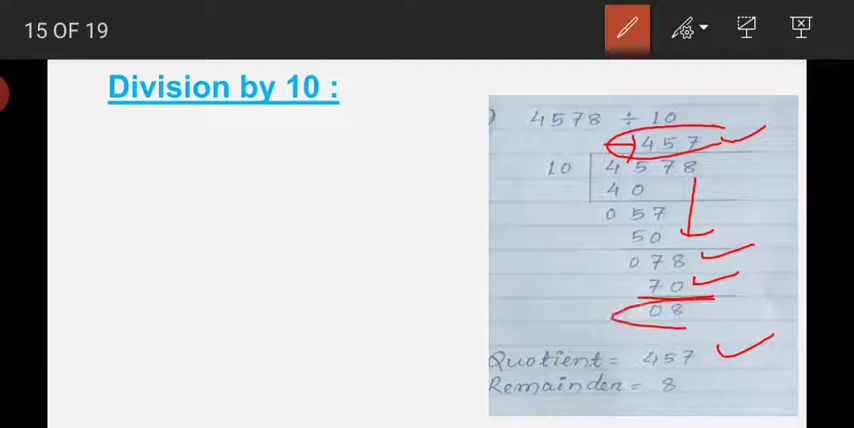 15 OF 19
Division by 10 :
) 4578 ÷ 10
457
10 4578
40
057
50
078
70
08
Quotient = 457
Remainder = 8